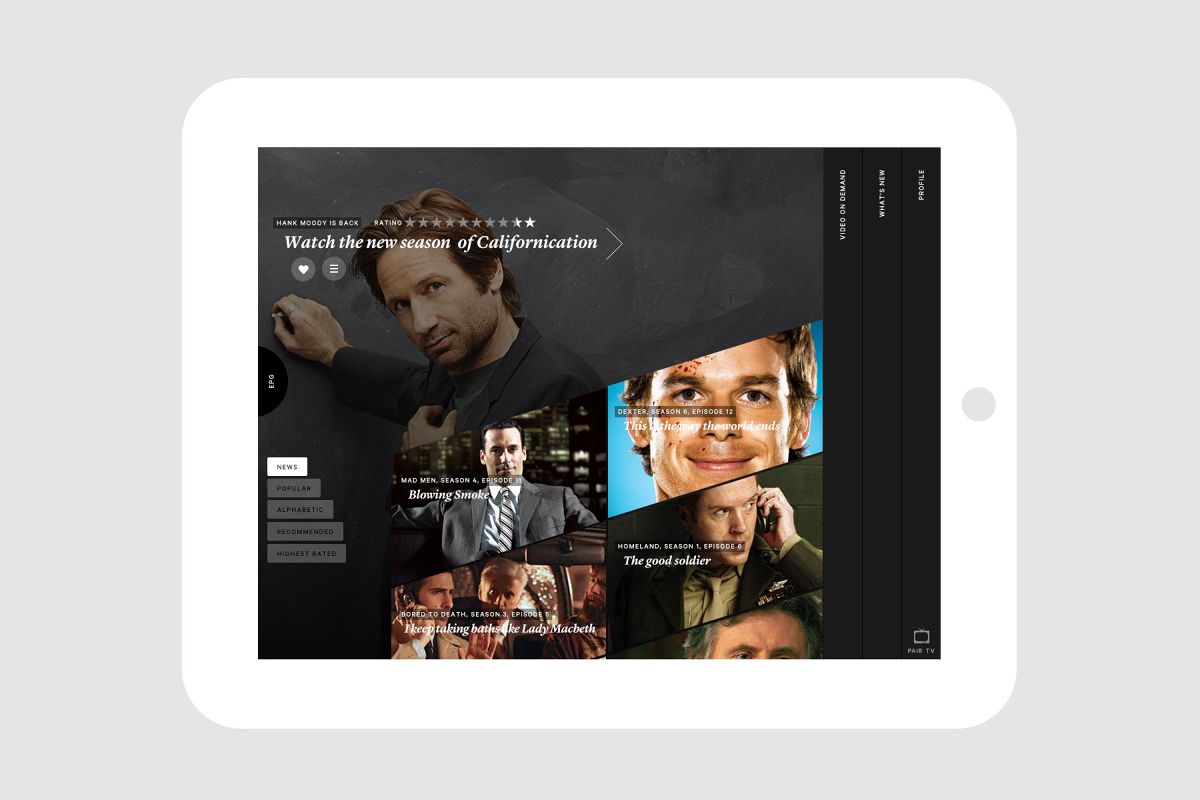 HANK MOODY IS BACK
RATING
Watch the new season of Californication
EPG
NEWS
POPULAR
ALPHABETIC
RECOMMENDED
HIGHEST RATED
MAD MEN, SEASON 4, EPISODE 11
Blowing Smoke
BORED TO DEATH, SEASON 3, EPISODE 5
I keep taking baths like Lady Macbeth
DEXTER, SEASON 6, EPISODE 12
This is the way the world ends
HOMELAND, SEASON 1, EPISODE 6
The good soldier
VIDEO ON DEMAND
WHAT'S NEW
PROFILE
PAIR TV